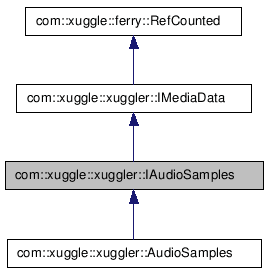 com::xuggle::ferry::RefCounted
com::xuggle::xuggler::IMediaData
com::xuggle::xuggler::IAudioSamples
com::xuggle::xuggler::AudioSamples